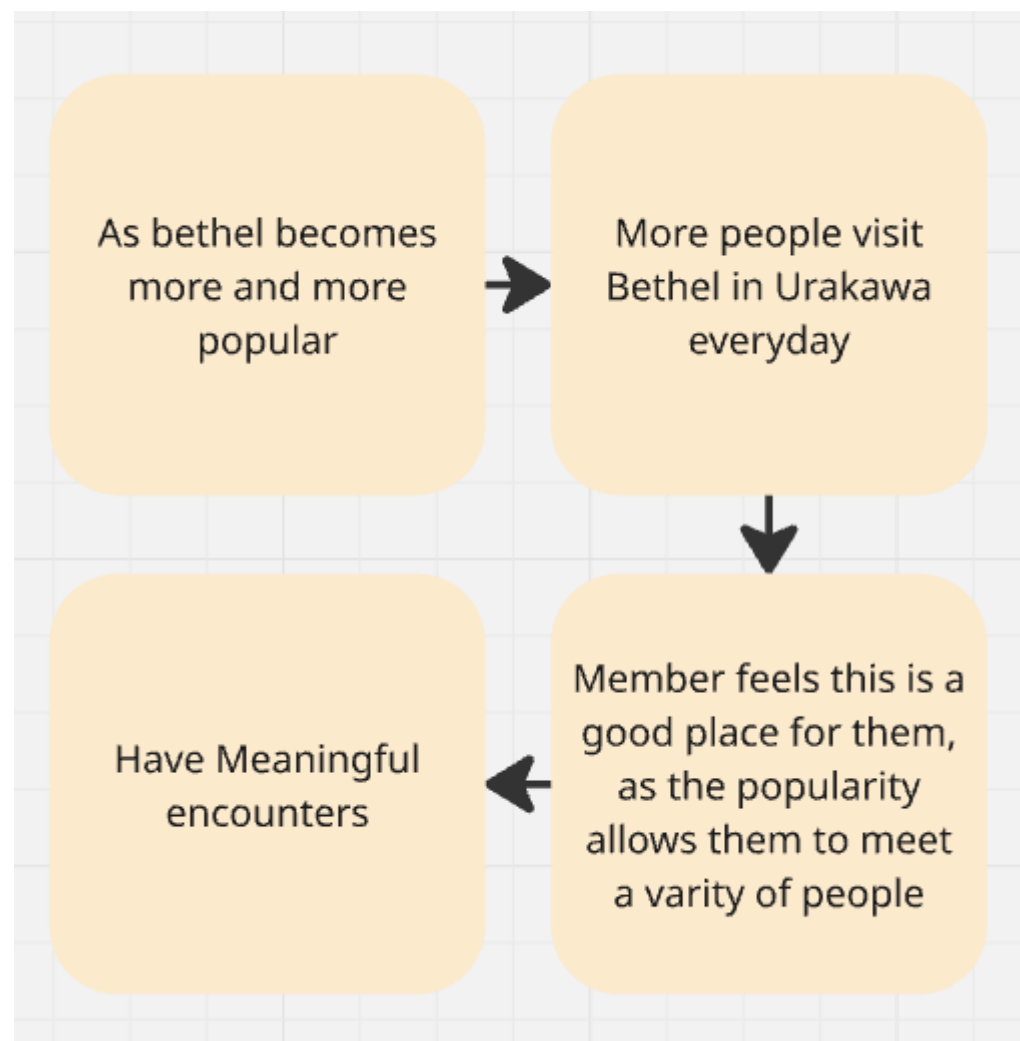 As bethel becomes
more and more
popular
More people visit
Bethel in Urakawa
everyday
Member feels this is a
good place for them,
as the popularity
allows them to meet
a varity of people
Have Meaningful
encounters